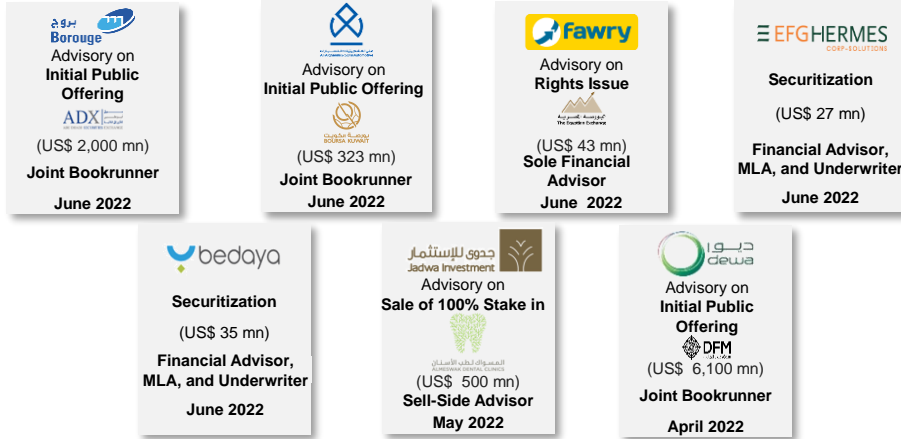 بروج
Borouge
Advisory on
Initial Public
Offering
ADX
(US$ 2,000 mn)
Joint Bookrunner
June 2022
Advisory on
Initial Public Offering
بورصة الكويت
BOURSA KUWAIT
(US$ 323 mn)
Joint Bookrunner
June 2022
Fawry
Advisory on
Rights Issue
البورصة المصرية
The Egyptian Exchange
(US$ 43 mn)
Sole Financial
Advisor
June 2022
EFGHERMES
CORP-SOLUTIONS
Securitization
(US$ 27 mn)
Financial Advisor,
MLA, and Underwriter
June 2022
bedaya
Securitization
(US$ 35 mn)
Financial Advisor,
MLA, and Underwriter
June 2022
جدوى للإستثمار
Jadwa Investment
Advisory on
Sale of 100% Stake in
المسواك لطب الأسنان
ALMESWAK DENTAL CLINICS
(US$ 500 mn)
Sell-Side Advisor
May 2022
ديوا
dewa
Advisory on
Initial Public
Offering
DFM
(US$ 6,100 mn)
Joint Bookrunner
April 2022